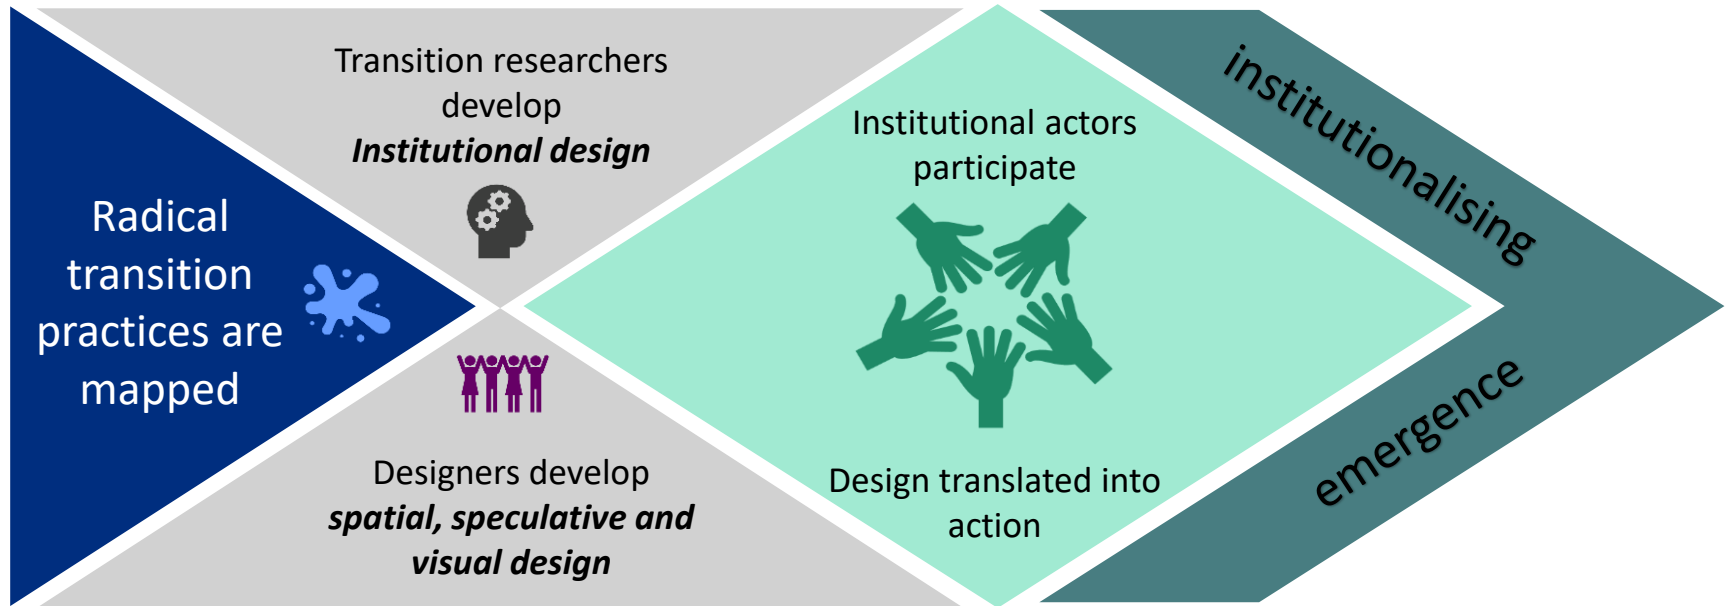 Radical
transition
practices are
mapped
Transition researchers
develop
Institutional design
Designers develop
spatial, speculative and
visual design
Institutional actors
participate
Design translated into
action
institutionalising
emergence